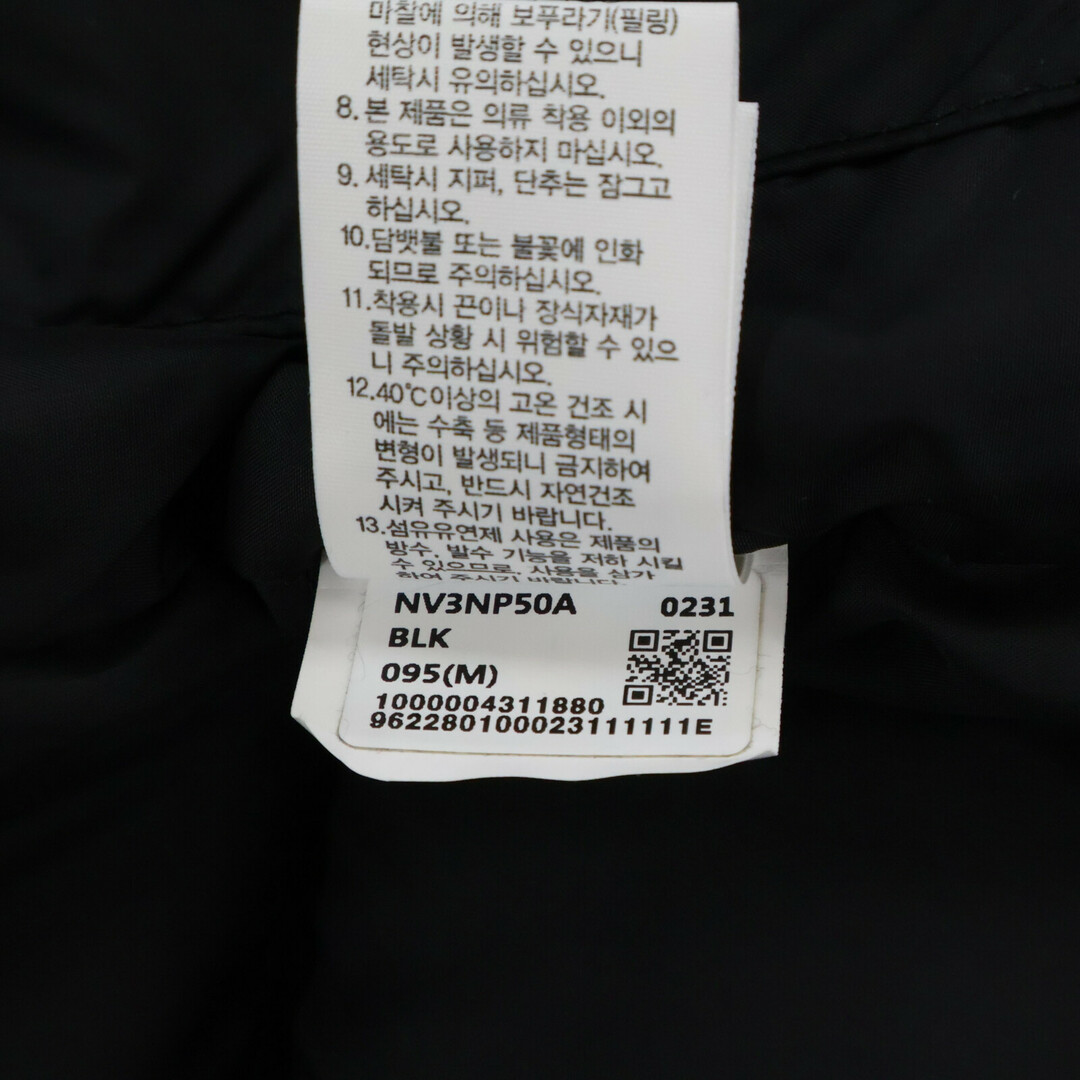 마찰에 의해 보푸라기(필링)
현상이 발생할 수 있으니
세탁시 유의하십시오.
8. 본 제품은 의류 착용 이외의
용도로 사용하지 마십시오.
9. 세탁시 지퍼, 단추는 잠그고
하십시오.
10. 담뱃불 또는 불꽃에 인화
되므로 주의하십시오.
11. 착용시 끈이나 장식자재가
돌발 상황 시 위험할 수 있으
니 주의하십시오.
12. 40℃이상의 고온 건조 시
에는 수축 등 제품형태의
변형이 발생되니 금지하여
주시고, 반드시 자연건조
시켜 주시기 바랍니다.
13. 섬유유연제 사용은 제품의
방수, 발수 기능을 저하 시킬
수 있으므로, 사용을 삼가
하여 주시기 바랍니다.
NV3NP50A 0231
BLK
095(M)
1000004311880
962280100023111111E